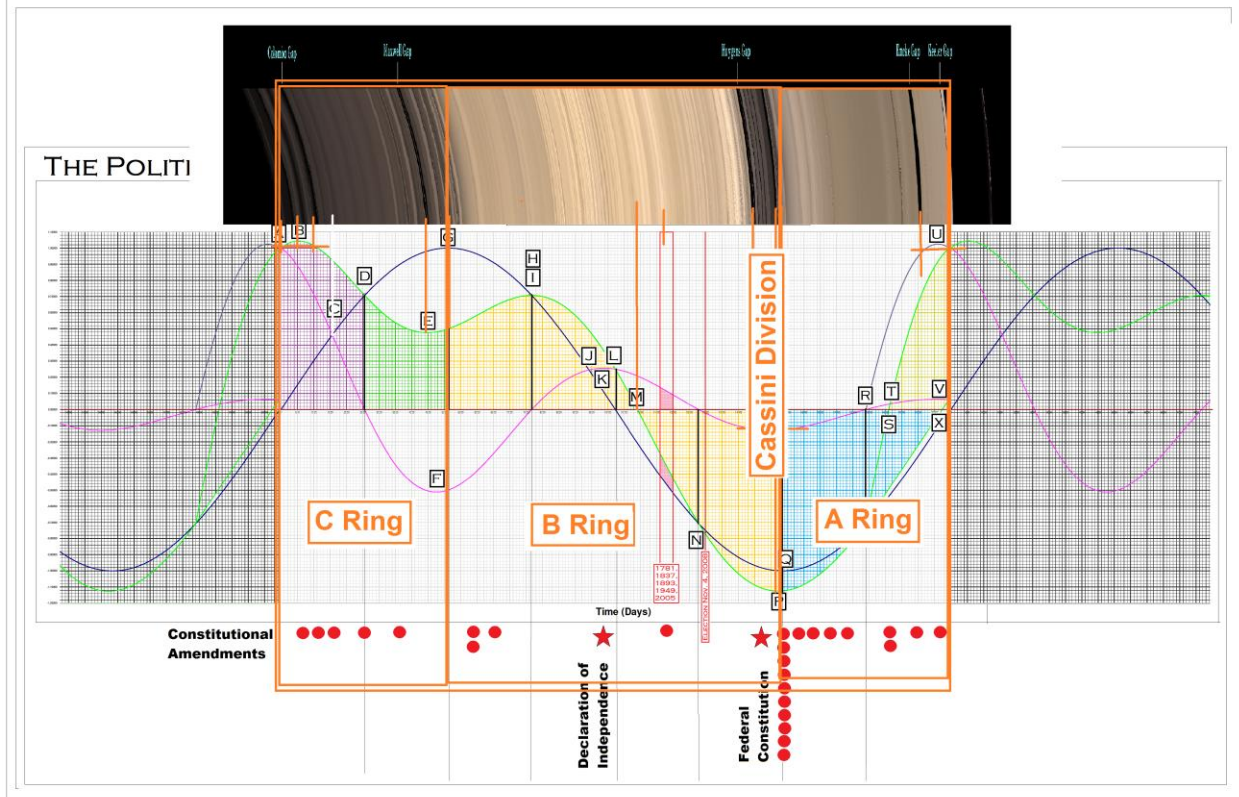 Colombo Gap
Maxwell Gap
Huygens Gap
Encke Gap
Keeler Gap
THE POLITI
A
B
C
D
E
F
G
H
I
J
K
L
M
N
P
Q
R
S
T
U
V
X
Cassini Division
C Ring
B Ring
A Ring
1781,
1837,
1893,
1949,
2005
ELECTION NOV. 4, 2008
Time (Days)
Constitutional
Amendments
Declaration of
Independence
Federal
Constitution